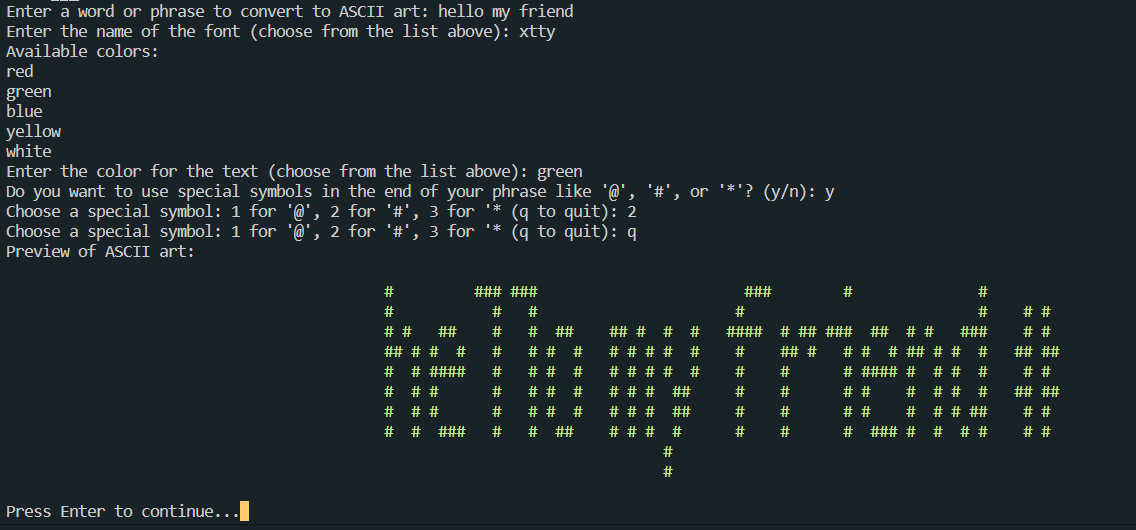 Enter a word or phrase to convert to ASCII art: hello my friend
Enter the name of the font (choose from the list above): xtty
Available colors:
red
green
blue
yellow
white
Enter the color for the text (choose from the list above): green
Do you want to use special symbols in the end of your phrase like '@', '#', or '*'? (y/n): y
Choose a special symbol: 1 for '@', 2 for '#', 3 for '* (q to quit): 2
Choose a special symbol: 1 for '@', 2 for '#', 3 for '* (q to quit): q
Preview of ASCII art:
hello my friend#
Press Enter to continue...